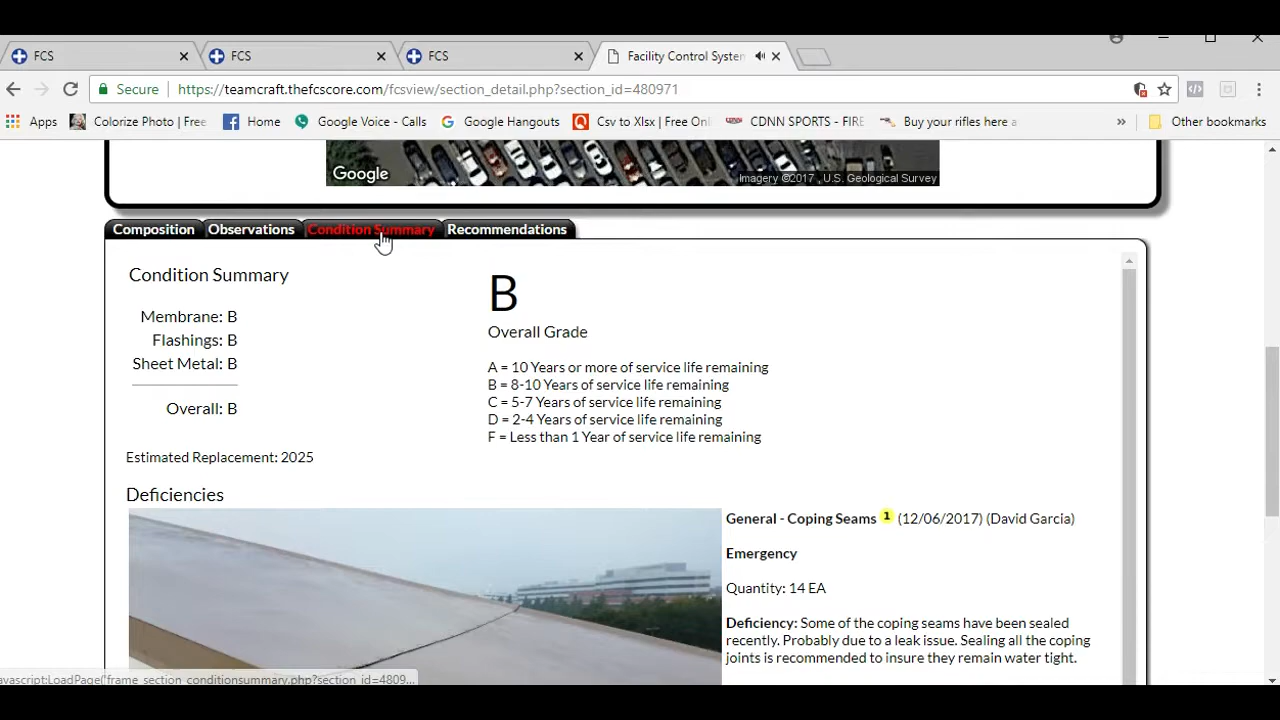 FCS
FCS
FCS
Facility Control System
Secure
https://teamcraft.thefcscore.com/fcsview/section_detail.php?section_id=480971
Apps
Colorize Photo | Free
Home
Google Voice - Calls
Google Hangouts
Csv to Xlsx | Free Onl
CDNN SPORTS - FIRE
Buy your rifles here a
»
Other bookmarks
Google
Imagery ©2017 , U.S. Geological Survey
Composition
Observations
Condition Summary
Recommendations
Condition Summary
Membrane: B
Flashings: B
Sheet Metal: B
Overall: B
Estimated Replacement: 2025
B
Overall Grade
A = 10 Years or more of service life remaining
B = 8-10 Years of service life remaining
C = 5-7 Years of service life remaining
D = 2-4 Years of service life remaining
F = Less than 1 Year of service life remaining
Deficiencies
General - Coping Seams 1 (12/06/2017) (David Garcia)
Emergency
Quantity: 14 EA
Deficiency: Some of the coping seams have been sealed
recently. Probably due to a leak issue. Sealing all the coping
joints is recommended to insure they remain water tight.
avascript:LoadPage('frame_section_conditionsummary.php?section_id=4809...